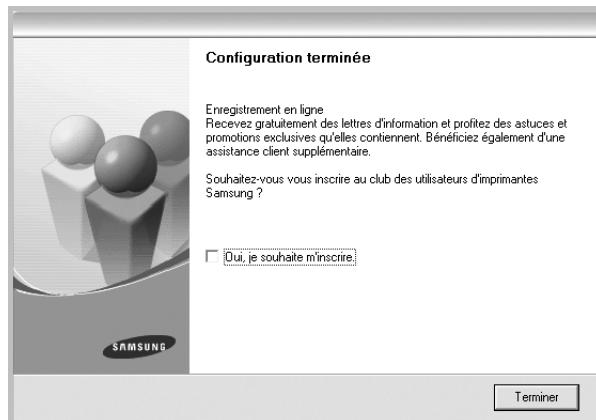 Configuration terminée
Enregistrement en ligne
Recevez gratuitement des lettres d'information et profitez des astuces et
promotions exclusives qu'elles contiennent. Bénéficiez également d'une
assistance client supplémentaire.
Souhaitez-vous vous inscrire au club des utilisateurs d'imprimantes
Samsung ?
Oui, je souhaite m'inscrire.
SAMSUNG
Terminer